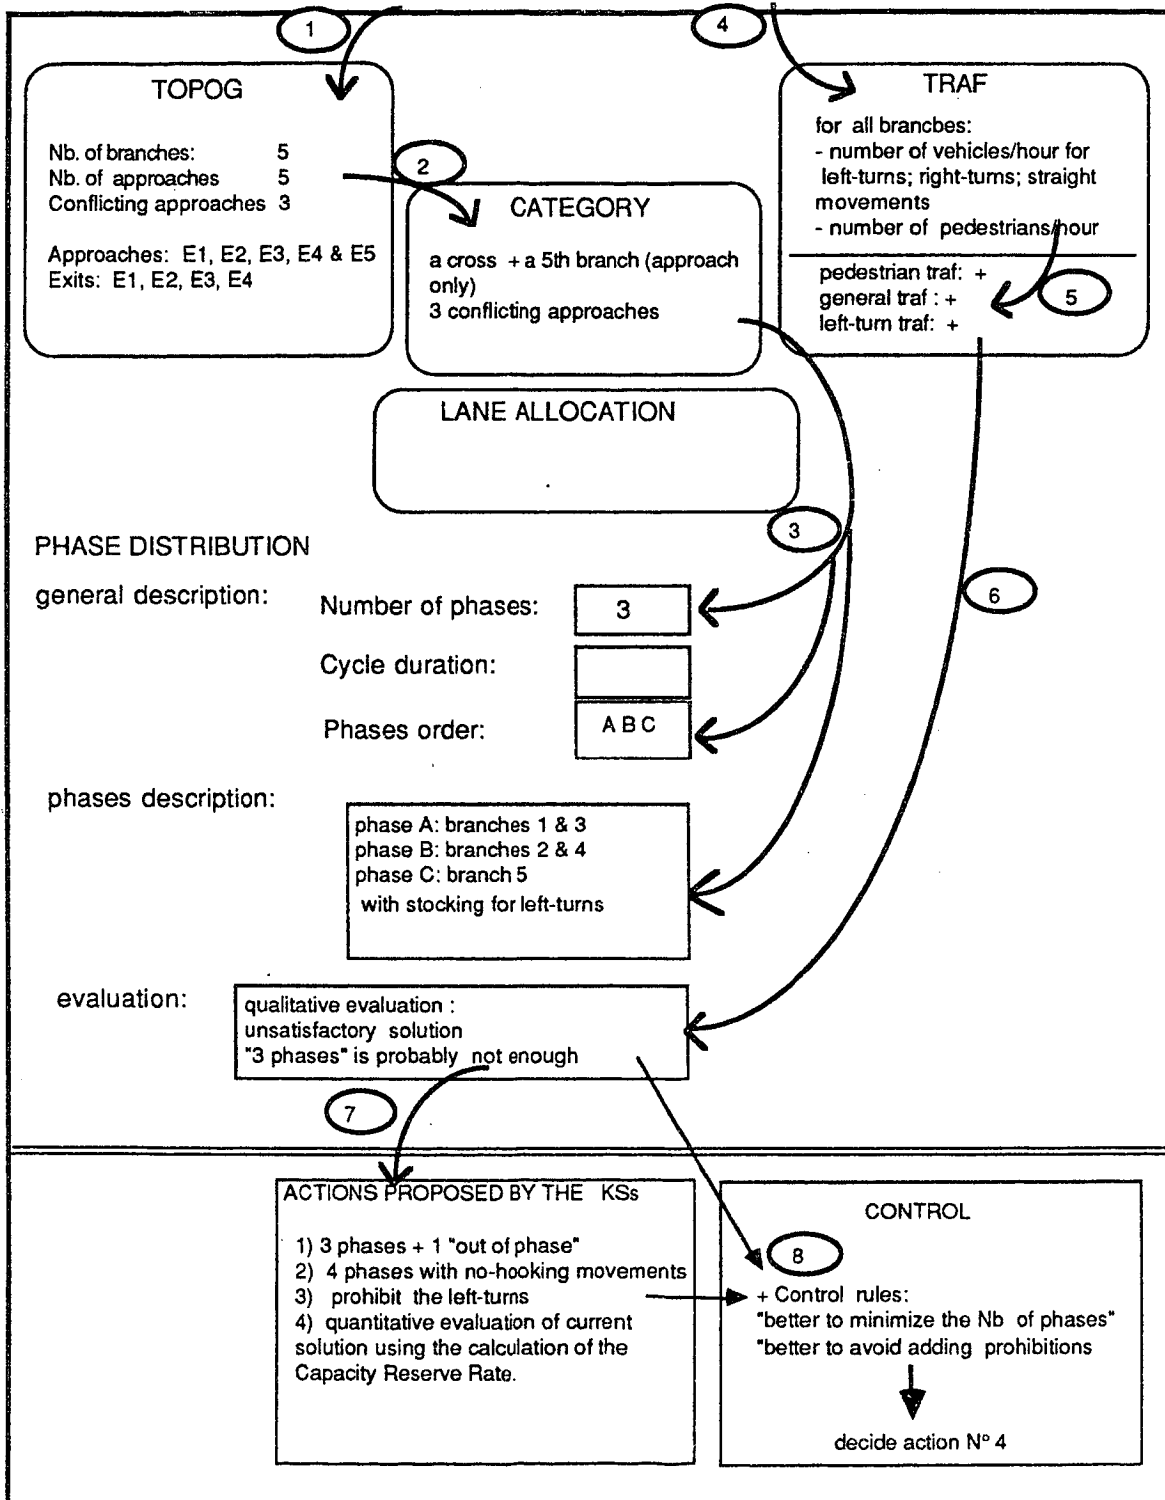 1
4
TOPOG
Nb. of branches: 5
Nb. of approaches 5
Conflicting approaches 3
Approaches: E1, E2, E3, E4 & E5
Exits: E1, E2, E3, E4
2
CATEGORY
a cross + a 5th branch (approach
only)
3 conflicting approaches
TRAF
for all brancbes:
- number of vehicles/hour for
left-turns; right-turns; straight
movements
- number of pedestrians/hour
pedestrian traf: +
general traf : +
left-turn traf: +
5
LANE ALLOCATION
3
6
PHASE DISTRIBUTION
general description:
Number of phases: 3
Cycle duration:
Phases order: A B C
phases description:
phase A: branches 1 & 3
phase B: branches 2 & 4
phase C: branch 5
with stocking for left-turns
evaluation:
qualitative evaluation :
unsatisfactory solution
"3 phases" is probably not enough
7
ACTIONS PROPOSED BY THE KSs
1) 3 phases + 1 "out of phase"
2) 4 phases with no-hooking movements
3) prohibit the left-turns
4) quantitative evaluation of current
solution using the calculation of the
Capacity Reserve Rate.
CONTROL
8
+ Control rules:
"better to minimize the Nb of phases"
"better to avoid adding prohibitions
decide action N° 4